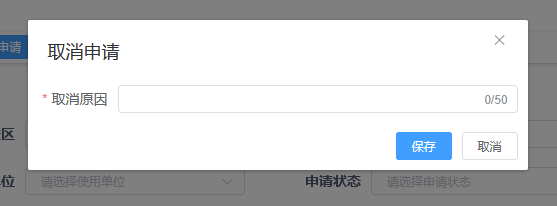 取消申请
申请
* 取消原因 0/50
区
保存 取消
位 请选择使用单位 申请状态 请选择申请状态